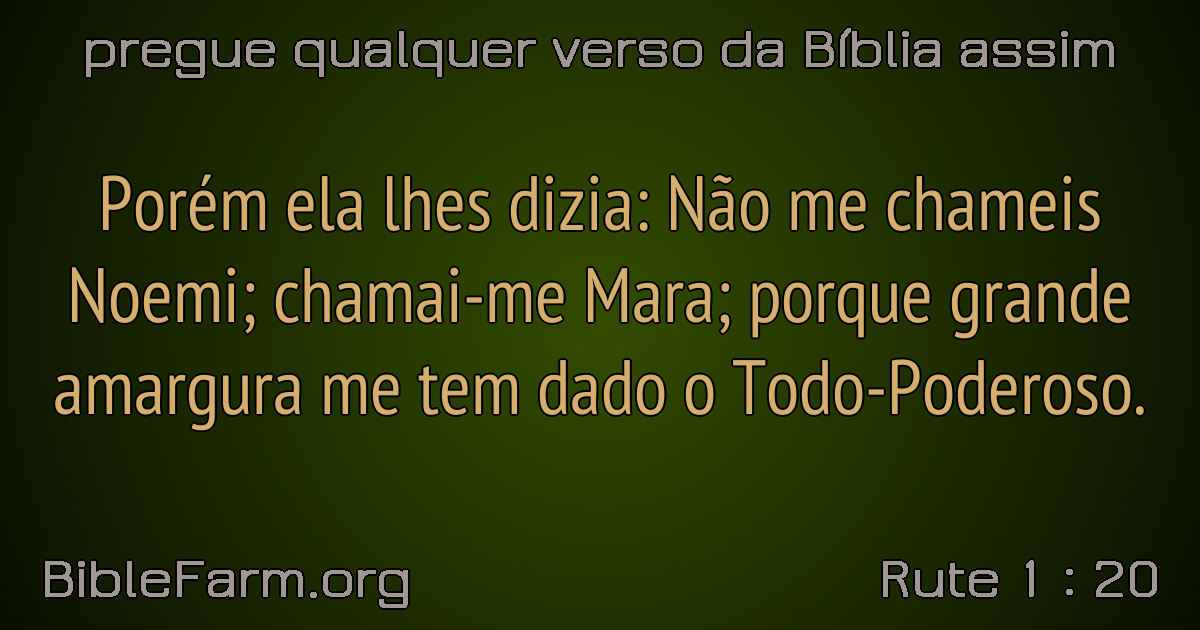 pregue qualquer verso da Bíblia assim
Porém ela lhes dizia: Não me chameis
Noemi; chamai-me Mara; porque grande
amargura me tem dado o Todo-Poderoso.
BibleFarm.org
Rute 1 : 20